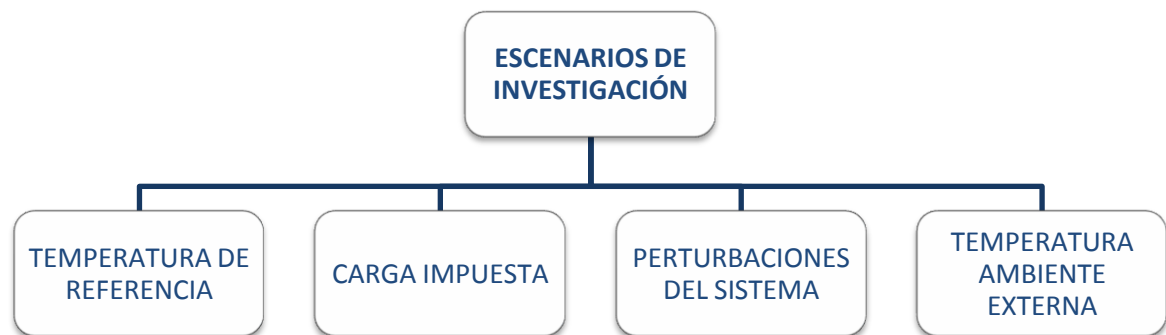 ESCENARIOS DE
INVESTIGACIÓN
TEMPERATURA DE
REFERENCIA
CARGA IMPUESTA
PERTURBACIONES
DEL SISTEMA
TEMPERATURA
AMBIENTE
EXTERNA